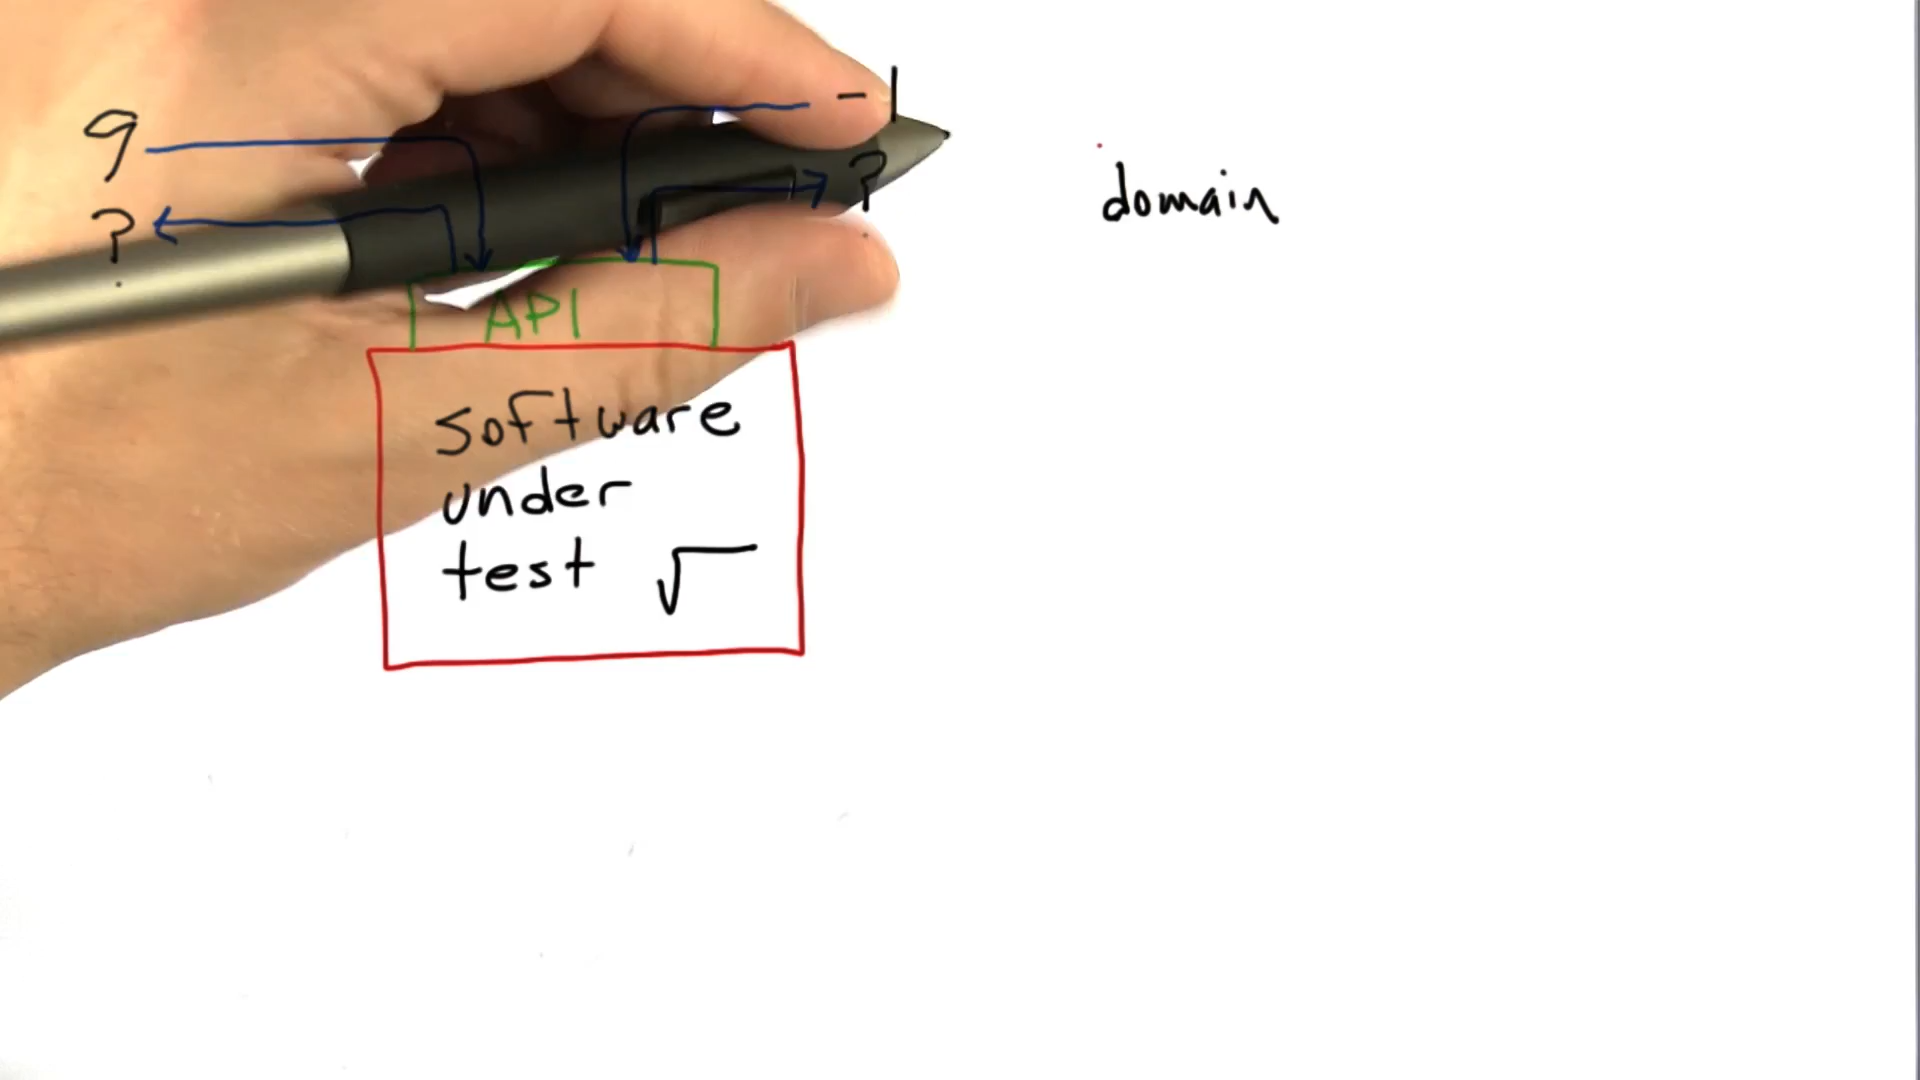 9
?
-1
?
domain
API
software
under
test √